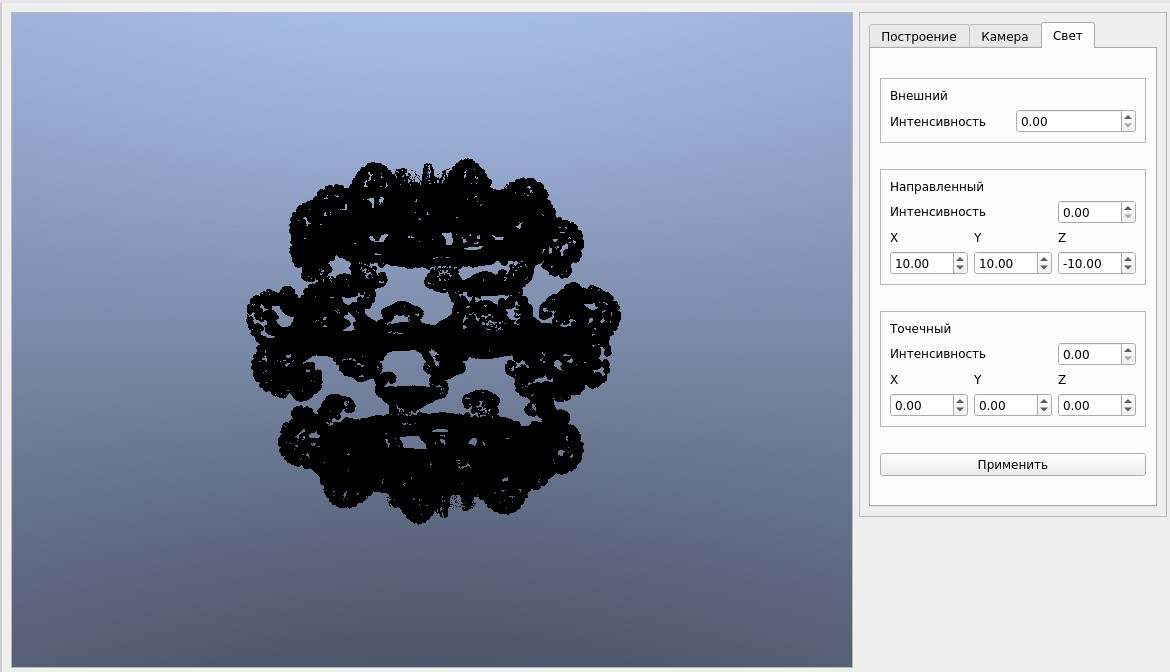 Построение Камера Свет
Внешний
Интенсивность 0.00
Направленный
Интенсивность 0.00
X Y Z
10.00 10.00 -10.00
Точечный
Интенсивность 0.00
X Y Z
0.00 0.00 0.00
Применить